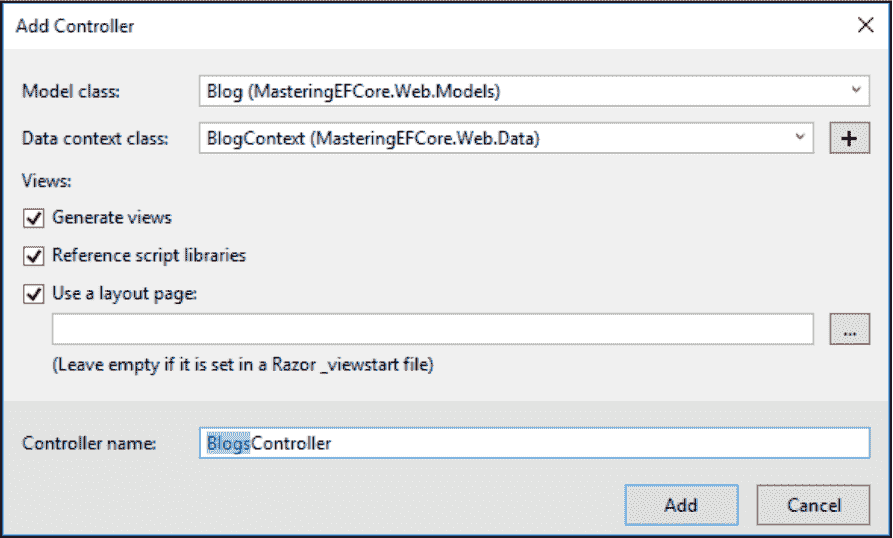 Add Controller
Model class: Blog (MasteringEFCore.Web.Models)
Data context class: BlogContext (MasteringEFCore.Web.Data) +
Views:
Generate views
Reference script libraries
Use a layout page:
...
(Leave empty if it is set in a Razor _viewstart file)
Controller name: BlogsController
Add Cancel